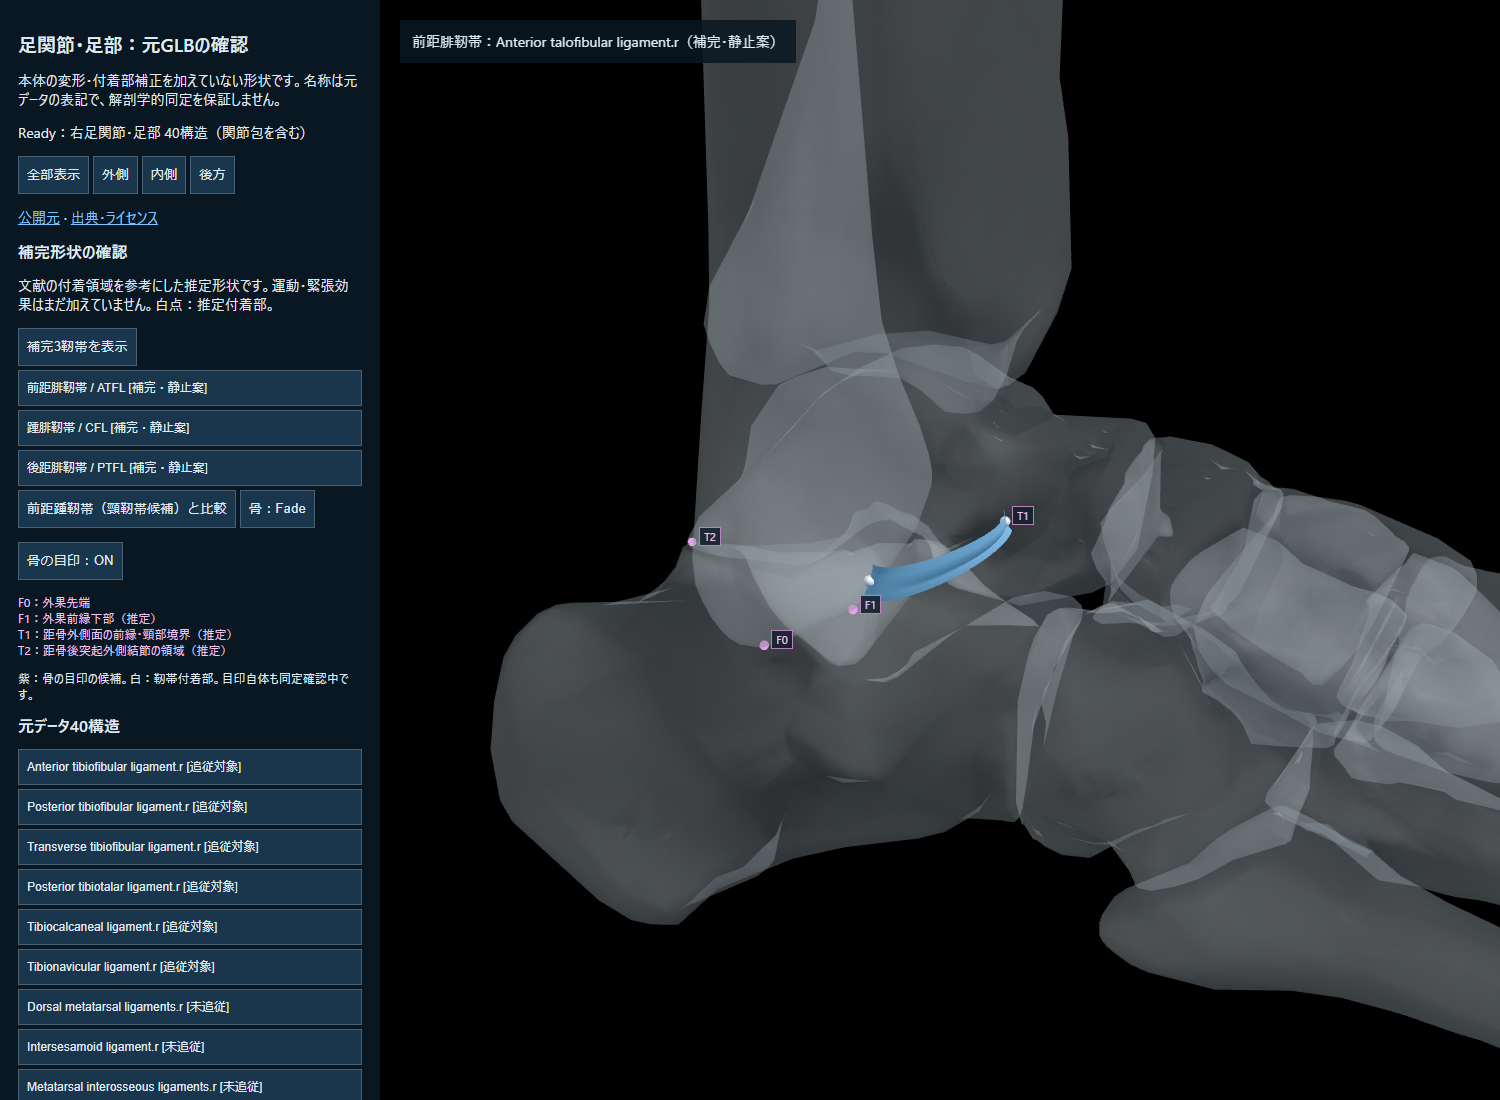 足関節・足部：元GLBの確認
本体の変形・付着部補正を加えていない形状です。名称は元
データの表記で、解剖学的同定を保証しません。
Ready：右足関節・足部 40構造（関節包を含む）
全部表示 外側 内側 後方
公開元 · 出典・ライセンス
補完形状の確認
文献の付着領域を参考にした推定形状です。運動・緊張効
果はまだ加えていません。白点：推定付着部。
補完3靭帯を表示
前距腓靭帯 / ATFL [補完・静止案]
踵腓靭帯 / CFL [補完・静止案]
後距腓靭帯 / PTFL [補完・静止案]
前距踵靭帯（頸靭帯候補）と比較 骨：Fade
骨の目印：ON
F0：外果先端
F1：外果前縁下部（推定）
T1：距骨外側面の前縁・頸部境界（推定）
T2：距骨後突起外側結節の領域（推定）
紫：骨の目印の候補。白：靭帯付着部。目印自体も同定確認中で
す。
元データ40構造
Anterior tibiofibular ligament.r [追従対象]
Posterior tibiofibular ligament.r [追従対象]
Transverse tibiofibular ligament.r [追従対象]
Posterior tibiotalar ligament.r [追従対象]
Tibiocalcaneal ligament.r [追従対象]
Tibionavicular ligament.r [追従対象]
Dorsal metatarsal ligaments.r [未追従]
Intersesamoid ligament.r [未追従]
Metatarsal interosseous ligaments.r [未追従]
前距腓靭帯：Anterior talofibular ligament.r（補完・静止案）
T1
T2
F1
F0